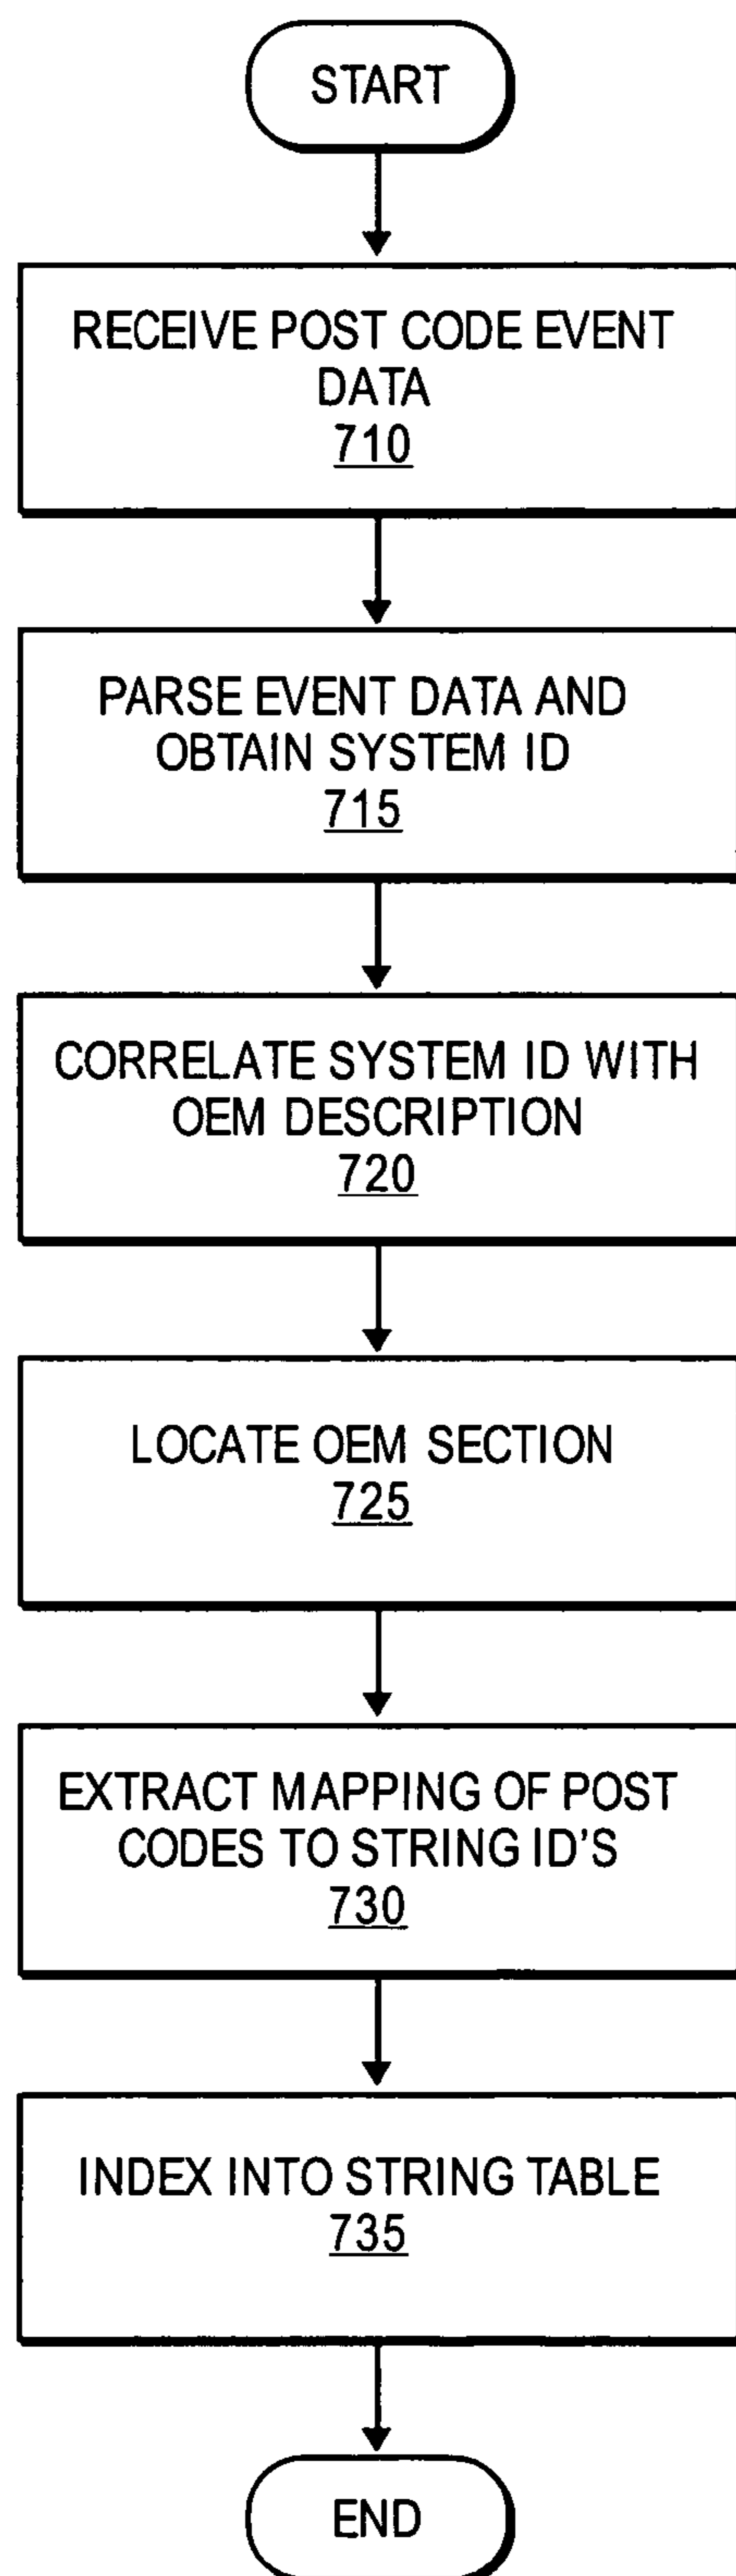 START
RECEIVE POST CODE EVENT
DATA
710
PARSE EVENT DATA AND
OBTAIN SYSTEM ID
715
CORRELATE SYSTEM ID WITH
OEM DESCRIPTION
720
LOCATE OEM SECTION
725
EXTRACT MAPPING OF POST
CODES TO STRING ID'S
730
INDEX INTO STRING TABLE
735
END